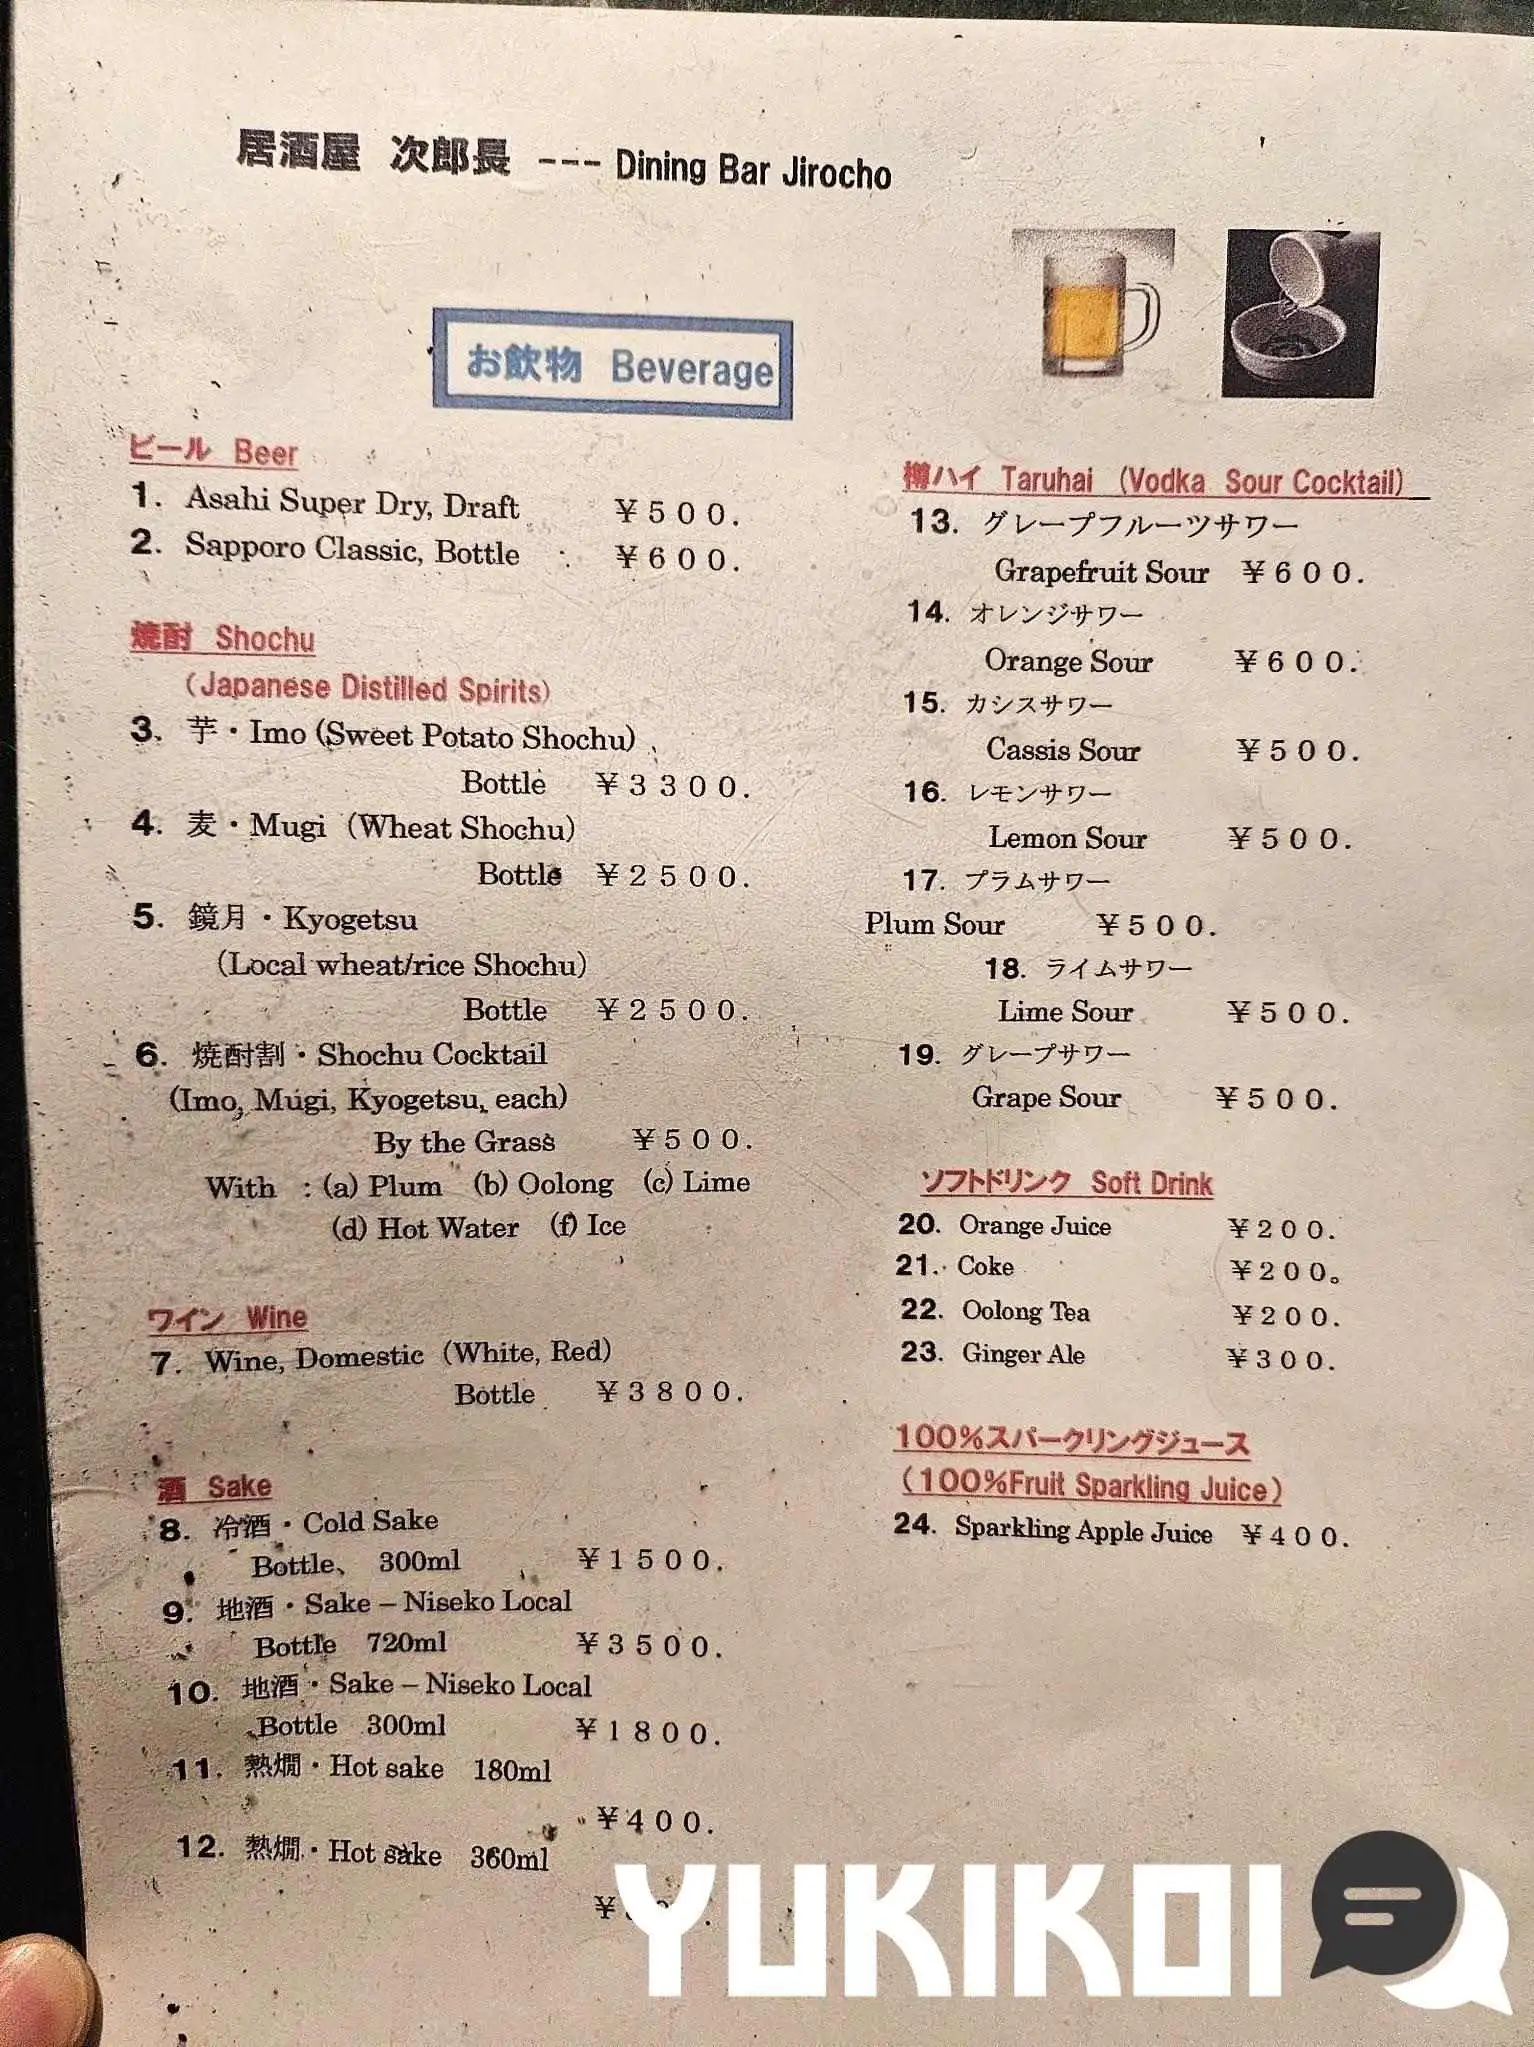 居酒屋 次郎長 --- Dining Bar Jirocho
お飲物 Beverage
ビール Beer
1. Asahi Super Dry, Draft ¥500.
2. Sapporo Classic, Bottle : ¥600.
焼酎 Shochu
(Japanese Distilled Spirits)
3. 芋・Imo (Sweet Potato Shochu)
Bottle ¥3300.
4. 麦・Mugi (Wheat Shochu)
Bottle ¥2500.
5. 鏡月・Kyogetsu
(Local wheat/rice Shochu)
Bottle ¥2500.
6. 焼酎割・Shochu Cocktail
(Imo, Mugi, Kyogetsu, each)
By the Grass ¥500.
With : (a) Plum (b) Oolong (c) Lime
(d) Hot Water (f) Ice
ワイン Wine
7. Wine, Domestic (White, Red)
Bottle ¥3800.
酒 Sake
8. 冷酒・Cold Sake
Bottle、 300ml ¥1500.
9. 地酒・Sake – Niseko Local
Bottle 720ml ¥3500.
10. 地酒・Sake – Niseko Local
Bottle 300ml ¥1800.
11. 熱燗・Hot sake 180ml
¥400.
12. 熱燗・Hot sake 360ml
¥
樽ハイ Taruhai (Vodka Sour Cocktail)
13. グレープフルーツサワー
Grapefruit Sour ¥600.
14. オレンジサワー
Orange Sour ¥600.
15. カシスサワー
Cassis Sour ¥500.
16. レモンサワー
Lemon Sour ¥500.
17. プラムサワー
Plum Sour ¥500.
18. ライムサワー
Lime Sour ¥500.
19. グレープサワー
Grape Sour ¥500.
ソフトドリンク Soft Drink
20. Orange Juice ¥200.
21. Coke ¥200。
22. Oolong Tea ¥200.
23. Ginger Ale ¥300.
100%スパークリングジュース
(100%Fruit Sparkling Juice)
24. Sparkling Apple Juice ¥400.
YUKIKOI